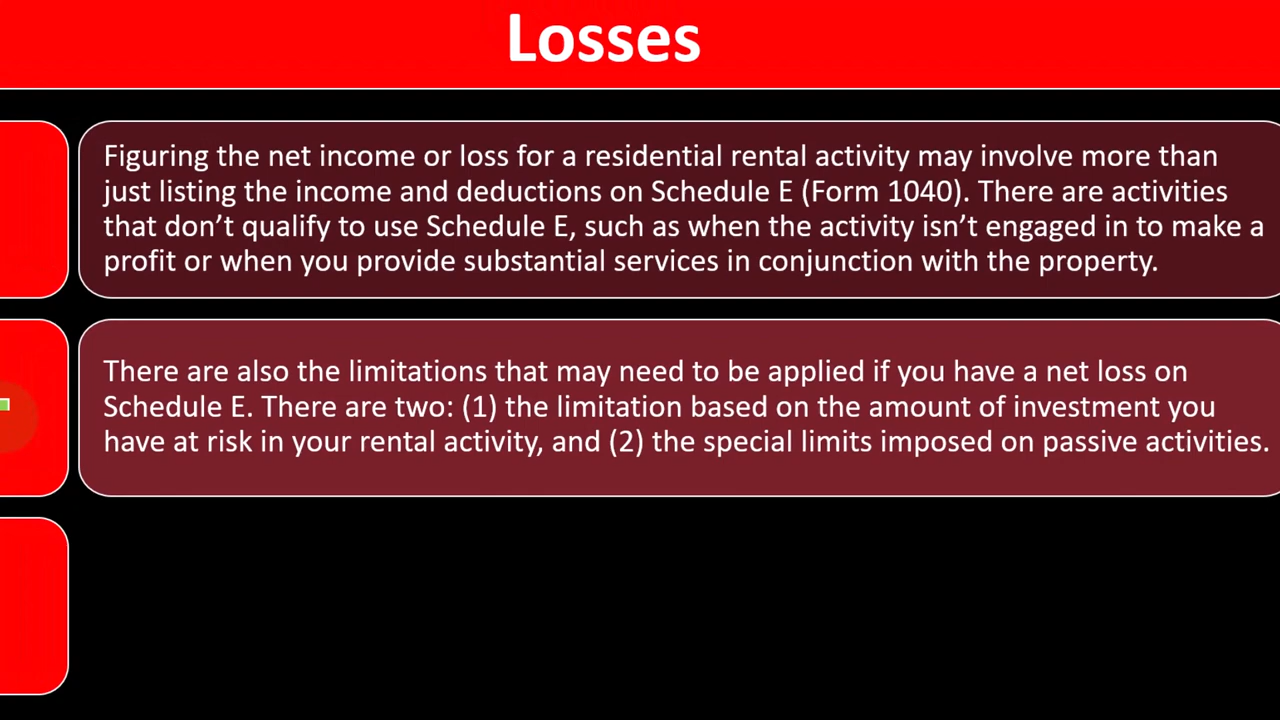 Losses
Figuring the net income or loss for a residential rental activity may involve more than
just listing the income and deductions on Schedule E (Form 1040). There are activities
that don’t qualify to use Schedule E, such as when the activity isn’t engaged in to make a
profit or when you provide substantial services in conjunction with the property.
There are also the limitations that may need to be applied if you have a net loss on
Schedule E. There are two: (1) the limitation based on the amount of investment you
have at risk in your rental activity, and (2) the special limits imposed on passive activities.